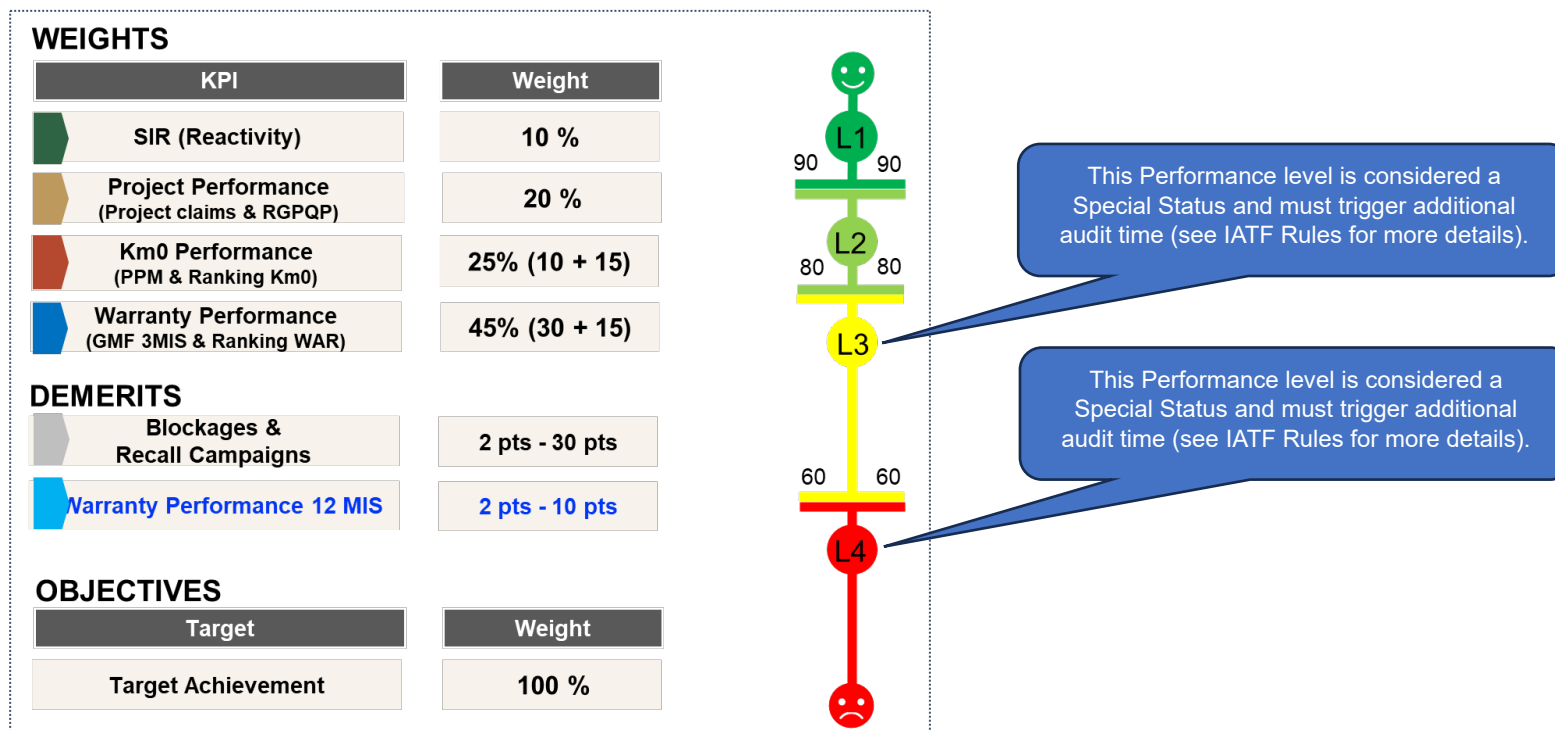 WEIGHTS
KPI
Weight
SIR (Reactivity)
10 %
Project Performance
(Project claims & RGPQP)
20 %
Km0 Performance
(PPM & Ranking Km0)
25% (10 + 15)
Warranty Performance
(GMF 3MIS & Ranking WAR)
45% (30 + 15)
DEMERITS
Blockages &
Recall Campaigns
2 pts - 30 pts
Warranty Performance 12 MIS
2 pts - 10 pts
OBJECTIVES
Target
Weight
Target Achievement
100 %
L1
90 90
L2
80 80
L3
60 60
L4
This Performance level is considered a
Special Status and must trigger additional
audit time (see IATF Rules for more details).
This Performance level is considered a
Special Status and must trigger additional
audit time (see IATF Rules for more details).